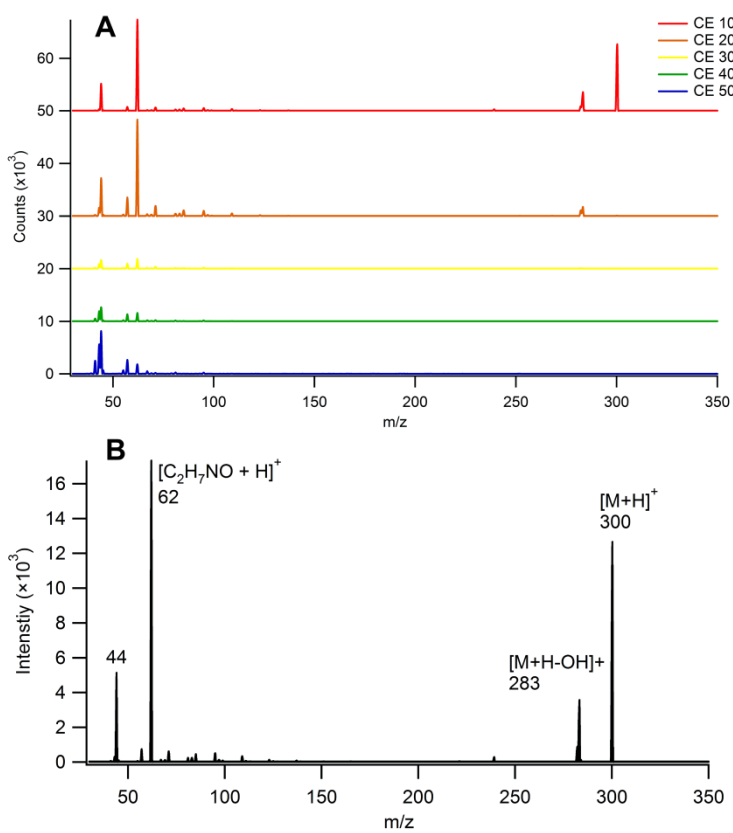 A
CE 10
CE 20
CE 30
CE 40
CE 50
60
50
40
30
20
10
0
Counts (x10³)
50 100 150 200 250 300 350
m/z
B
[C₂H₇NO + H]⁺
62
[M+H]⁺
300
44
[M+H-OH]+
283
16
14
12
10
8
6
4
2
0
Intenstiy (×10³)
50 100 150 200 250 300 350
m/z